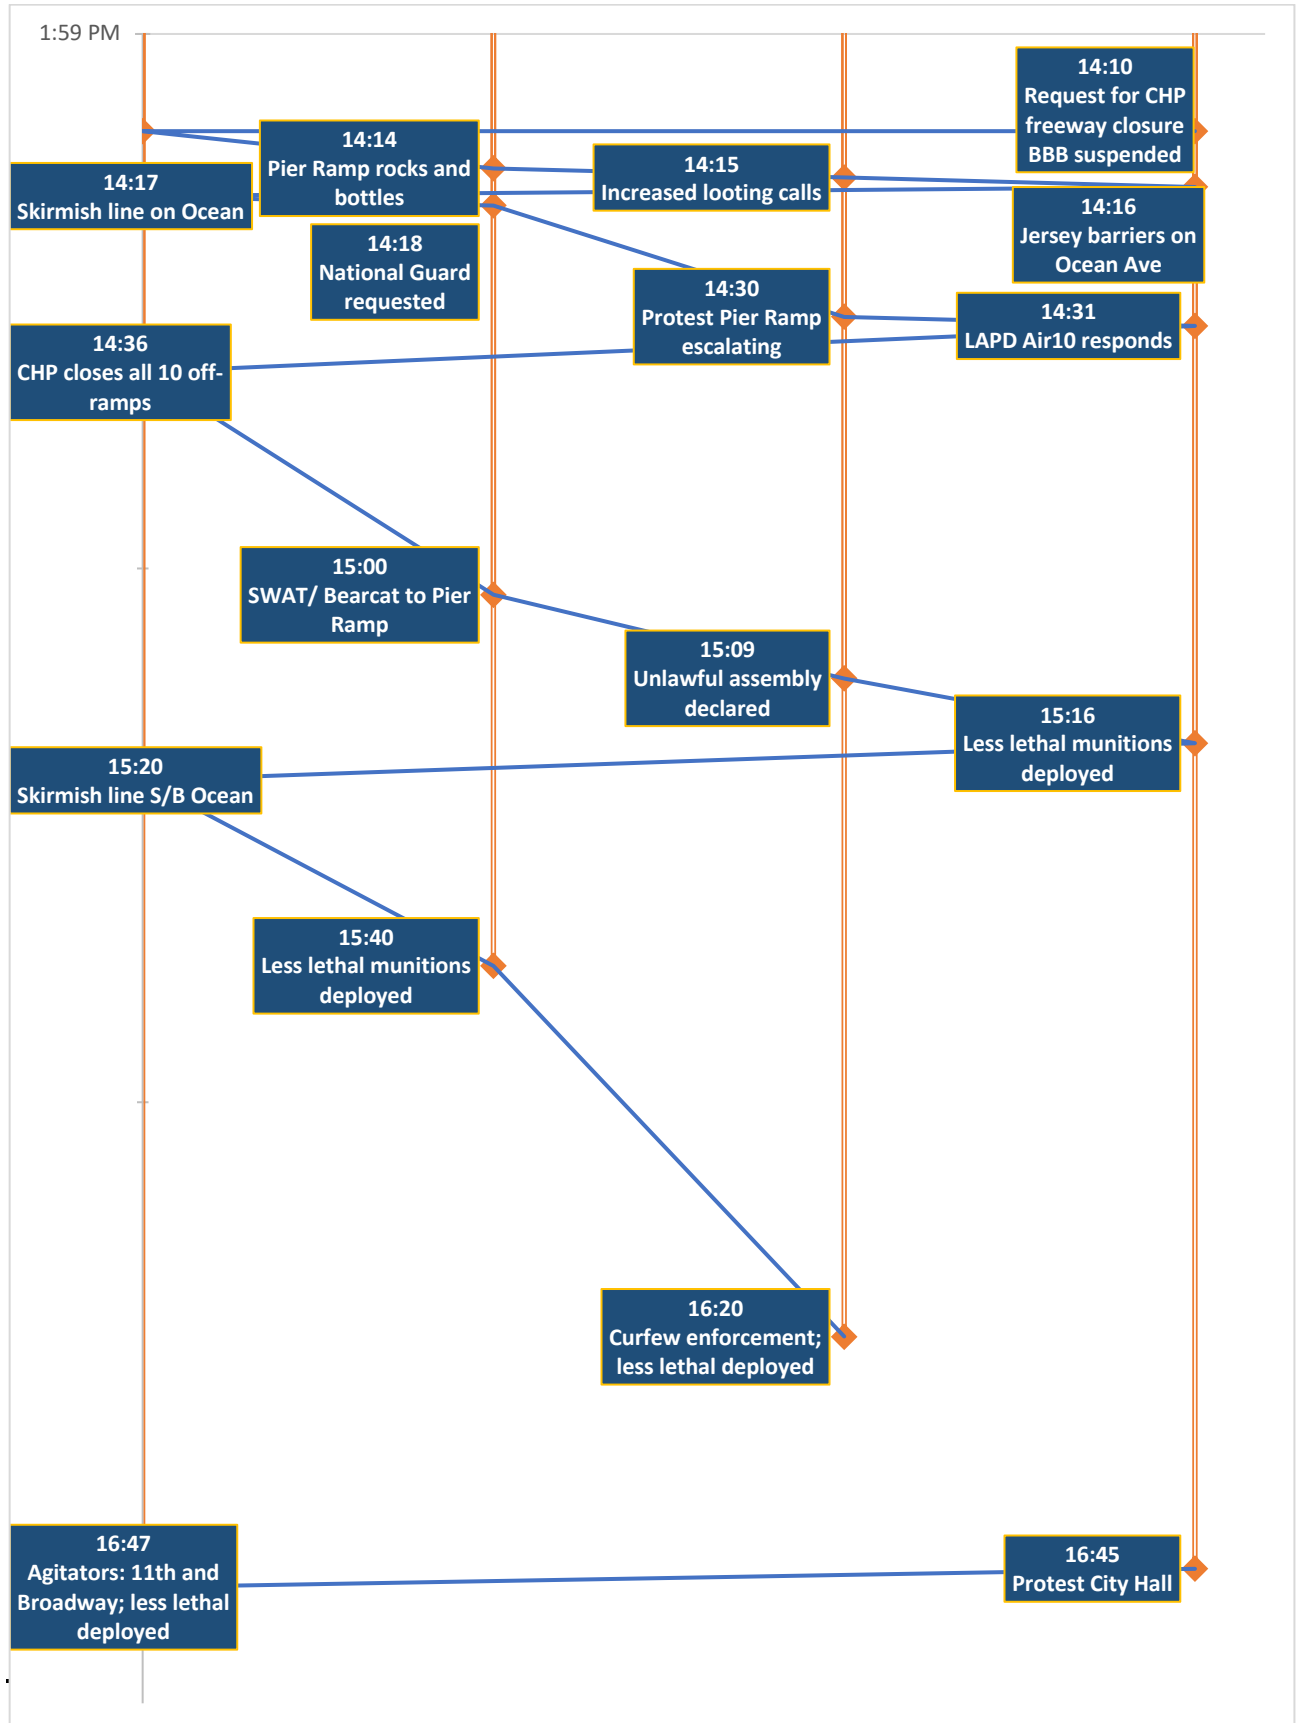 1:59 PM
14:10
Request for CHP
freeway closure
BBB suspended
14:14
Pier Ramp rocks and
bottles
14:15
Increased looting calls
14:17
Skirmish line on Ocean
14:16
Jersey barriers on
Ocean Ave
14:18
National Guard
requested
14:30
Protest Pier Ramp
escalating
14:31
LAPD Air10 responds
14:36
CHP closes all 10 off-
ramps
15:00
SWAT/ Bearcat to Pier
Ramp
15:09
Unlawful assembly
declared
15:16
Less lethal munitions
deployed
15:20
Skirmish line S/B Ocean
15:40
Less lethal munitions
deployed
16:20
Curfew enforcement;
less lethal deployed
16:47
Agitators: 11th and
Broadway; less lethal
deployed
16:45
Protest City Hall